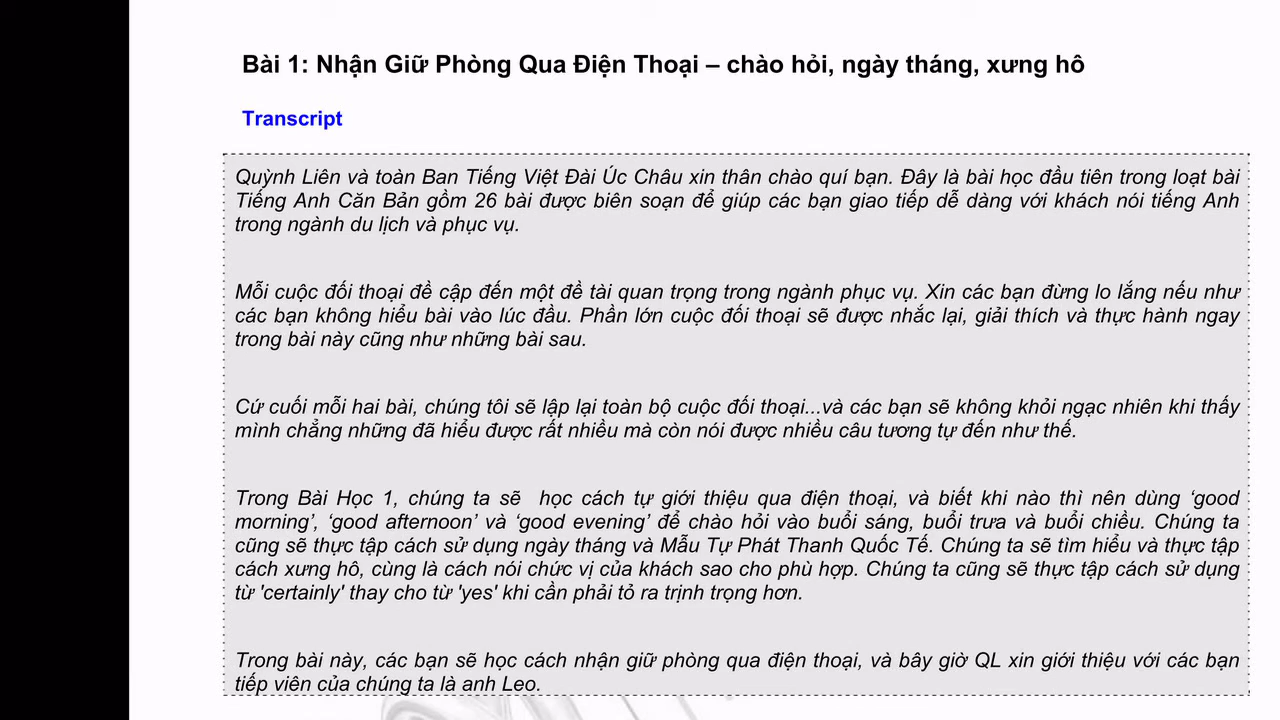 Bài 1: Nhận Giữ Phòng Qua Điện Thoại – chào hỏi, ngày tháng, xưng hô
Transcript
Quỳnh Liên và toàn Ban Tiếng Việt Đài Úc Châu xin thân chào quí bạn. Đây là bài học đầu tiên trong loạt bài
Tiếng Anh Căn Bản gồm 26 bài được biên soạn để giúp các bạn giao tiếp dễ dàng với khách nói tiếng Anh
trong ngành du lịch và phục vụ.
Mỗi cuộc đối thoại đề cập đến một đề tài quan trọng trong ngành phục vụ. Xin các bạn đừng lo lắng nếu như
các bạn không hiểu bài vào lúc đầu. Phần lớn cuộc đối thoại sẽ được nhắc lại, giải thích và thực hành ngay
trong bài này cũng như những bài sau.
Cứ cuối mỗi hai bài, chúng tôi sẽ lập lại toàn bộ cuộc đối thoại...và các bạn sẽ không khỏi ngạc nhiên khi thấy
mình chẳng những đã hiểu được rất nhiều mà còn nói được nhiều câu tương tự đến như thế.
Trong Bài Học 1, chúng ta sẽ  học cách tự giới thiệu qua điện thoại, và biết khi nào thì nên dùng ‘good
morning’, ‘good afternoon’ và ‘good evening’ để chào hỏi vào buổi sáng, buổi trưa và buổi chiều. Chúng ta
cũng sẽ thực tập cách sử dụng ngày tháng và Mẫu Tự Phát Thanh Quốc Tế. Chúng ta sẽ tìm hiểu và thực tập
cách xưng hô, cùng là cách nói chức vị của khách sao cho phù hợp. Chúng ta cũng sẽ thực tập cách sử dụng
từ 'certainly' thay cho từ 'yes' khi cần phải tỏ ra trịnh trọng hơn.
Trong bài này, các bạn sẽ học cách nhận giữ phòng qua điện thoại, và bây giờ QL xin giới thiệu với các bạn
tiếp viên của chúng ta là anh Leo.